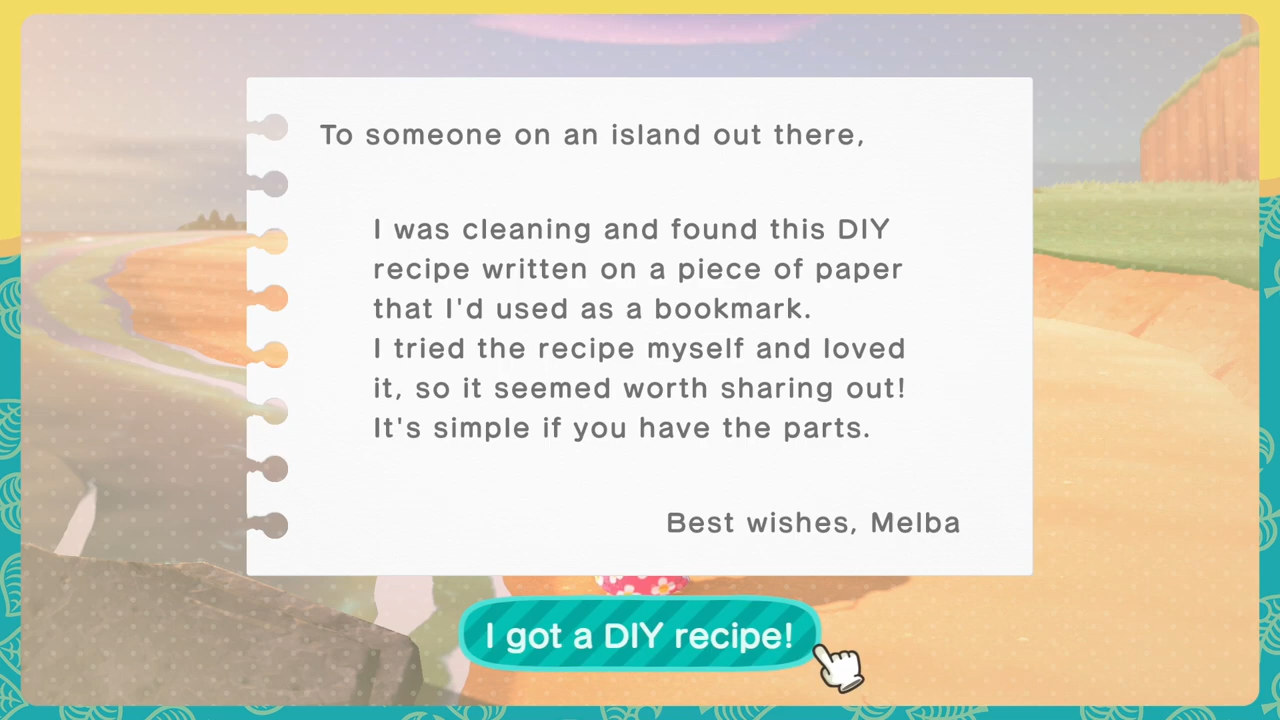 To someone on an island out there,
I was cleaning and found this DIY
recipe written on a piece of paper
that I'd used as a bookmark.
I tried the recipe myself and loved
it, so it seemed worth sharing out!
It's simple if you have the parts.
Best wishes, Melba
I got a DIY recipe!